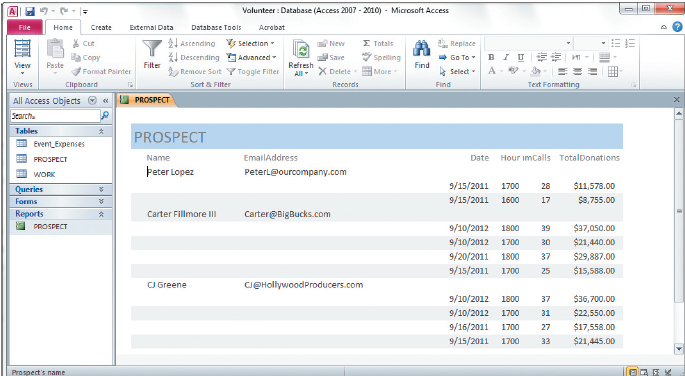 Volunteer : Database (Access 2007 - 2010) - Microsoft Access
File Home Create External Data Database Tools Acrobat
View
Views
Paste
Cut
Copy
Format Painter
Clipboard
Filter
Ascending
Descending
Remove Sort
Selection
Advanced
Toggle Filter
Sort & Filter
Refresh
All
New
Save
Delete
Totals
Spelling
More
Records
Find
Replace
Go To
Select
Find
B I U
A
Text Formatting
All Access Objects
Search...
Tables
Event_Expenses
PROSPECT
WORK
Queries
Forms
Reports
PROSPECT
PROSPECT
PROSPECT
Name EmailAddress Date Hour ımCalls TotalDonations
Peter Lopez PeterL@ourcompany.com
9/15/2011 1700 28 $11,578.00
9/15/2011 1600 17 $8,755.00
Carter Fillmore III Carter@BigBucks.com
9/10/2012 1800 39 $37,050.00
9/10/2012 1700 30 $21,440.00
9/20/2011 1800 37 $29,887.00
9/15/2011 1700 25 $15,588.00
CJ Greene CJ@HollywoodProducers.com
9/10/2012 1800 37 $36,700.00
9/10/2012 1700 31 $22,550.00
9/16/2011 1700 27 $17,558.00
9/15/2011 1700 33 $21,445.00
Prospect's name